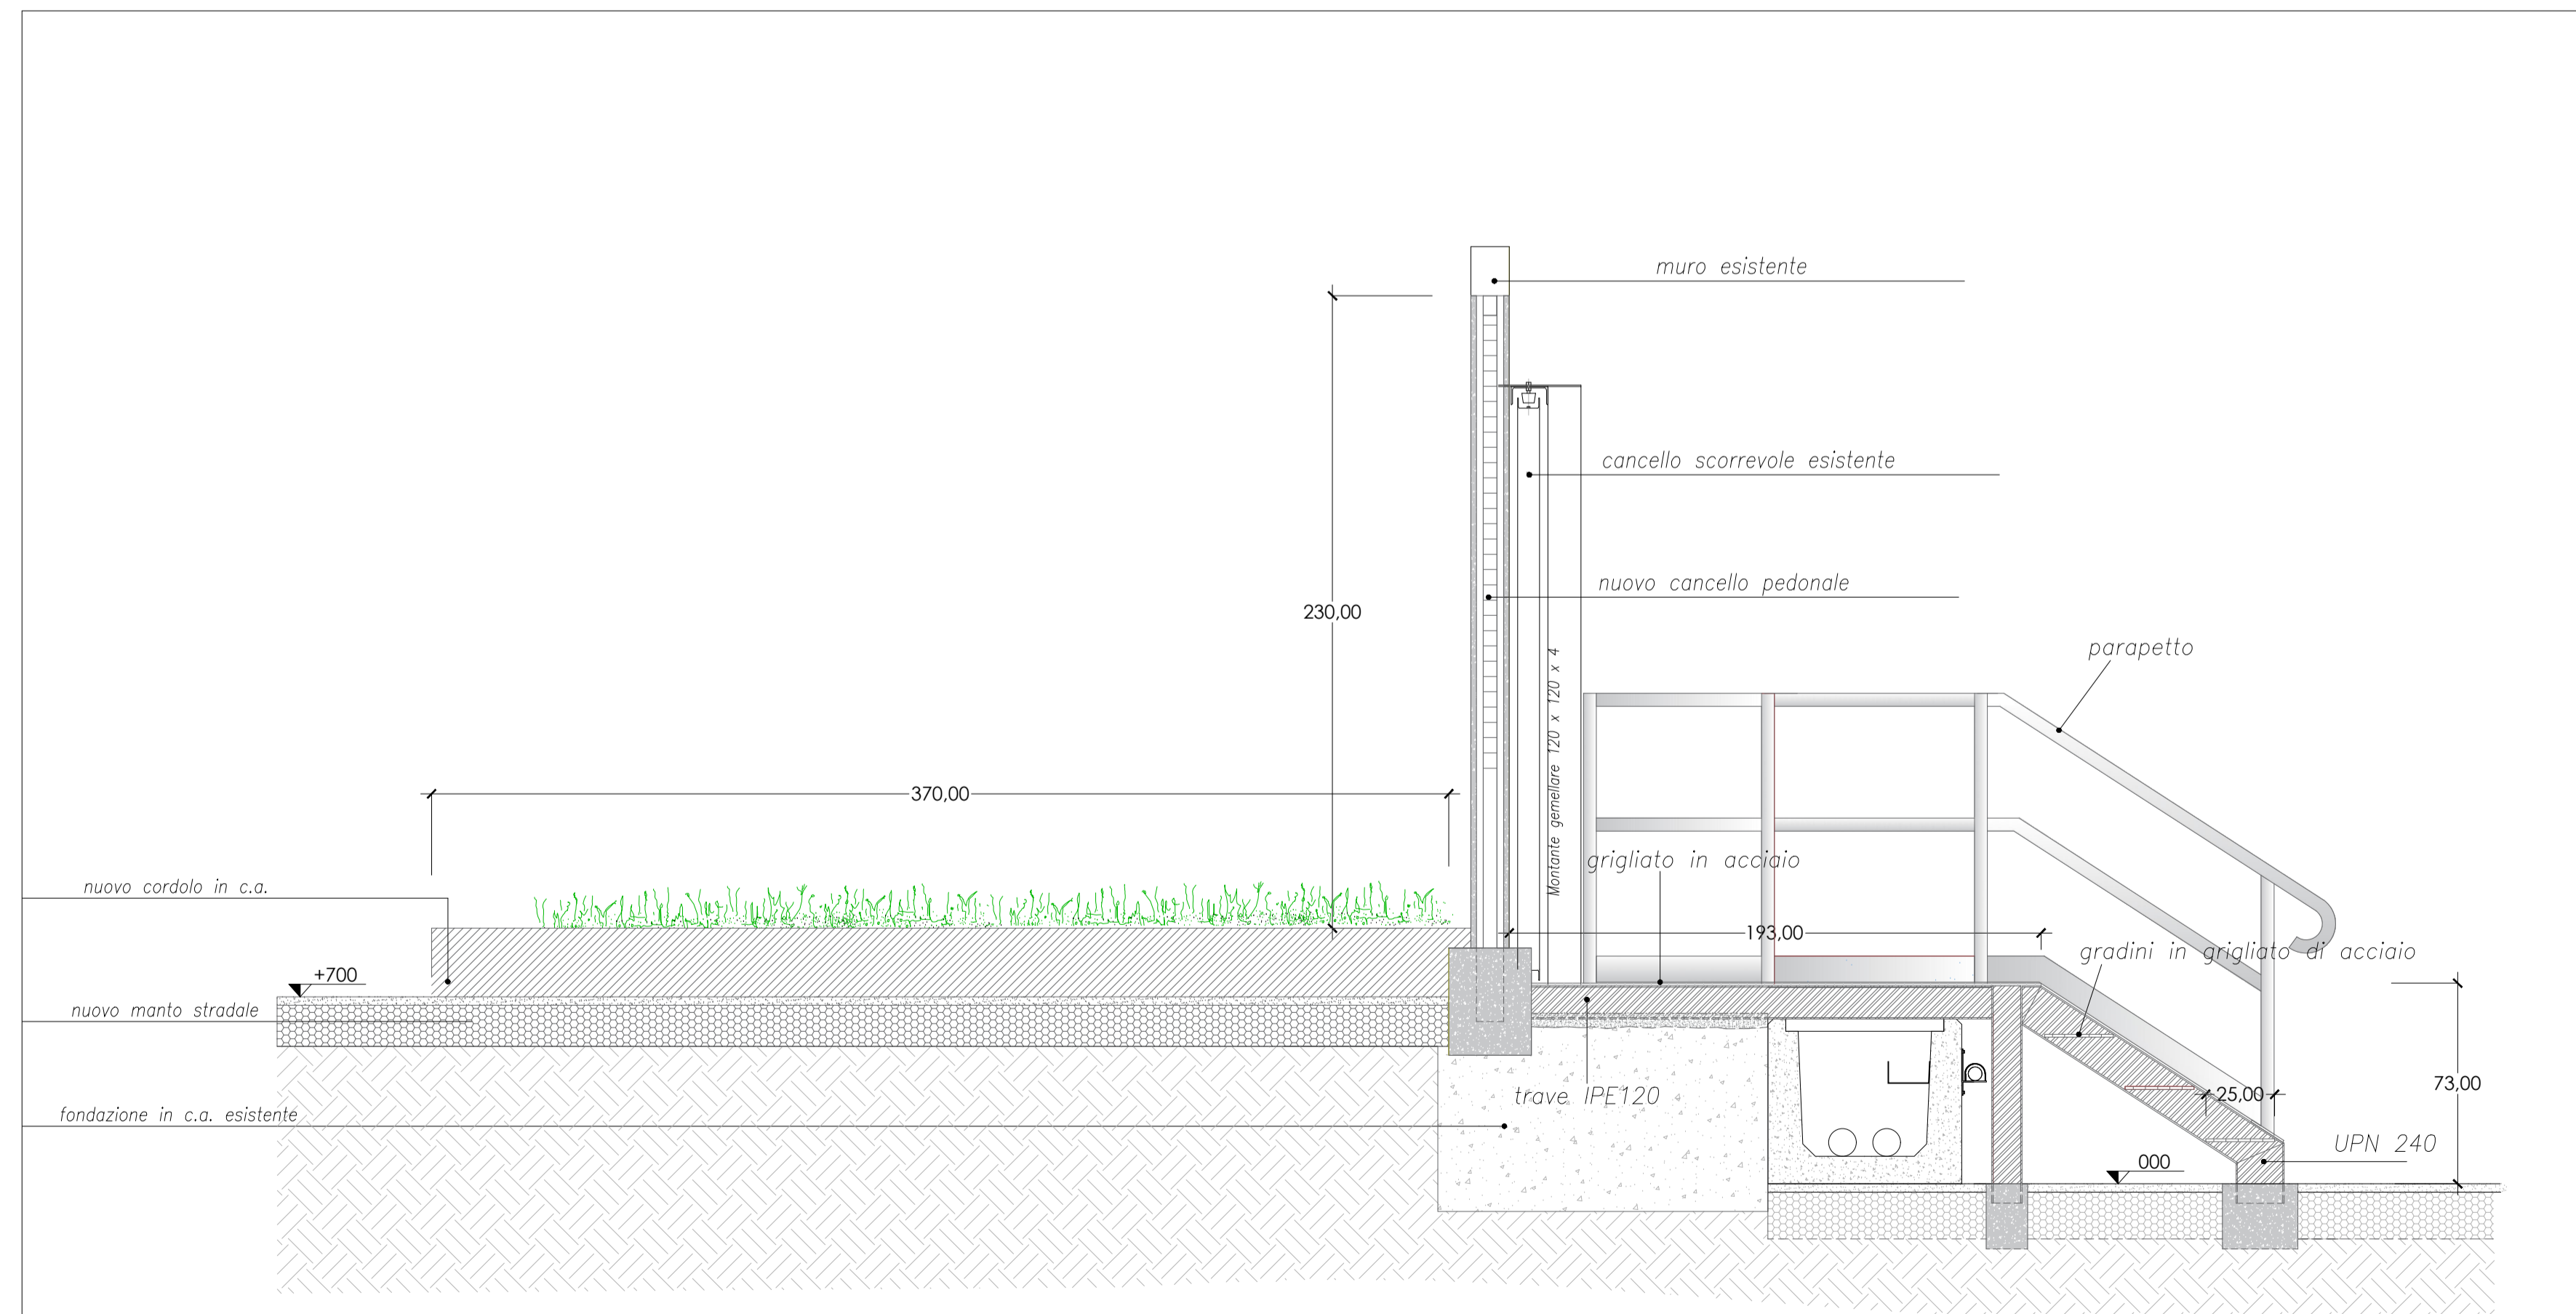 muro esistente
cancello scorrevole esistente
nuovo cancello pedonale
230,00
parapetto
Montante gemellare 120 x 120 x 4
370,00
grigliato in acciaio
nuovo cordolo in c.a.
193,00
gradini in grigliato di acciaio
+700
nuovo manto stradale
73,00
25,00
trave IPE120
fondazione in c.a. esistente
UPN 240
000